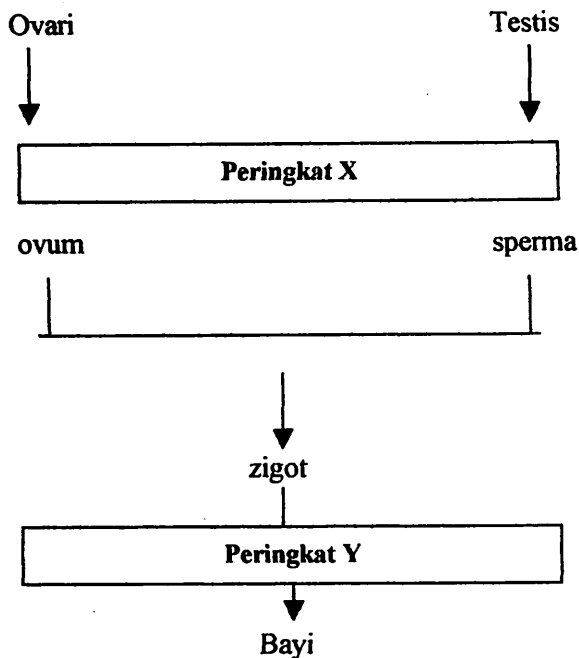 Ovari Testis
Peringkat X
ovum sperma
zigot
Peringkat Y
Bayi